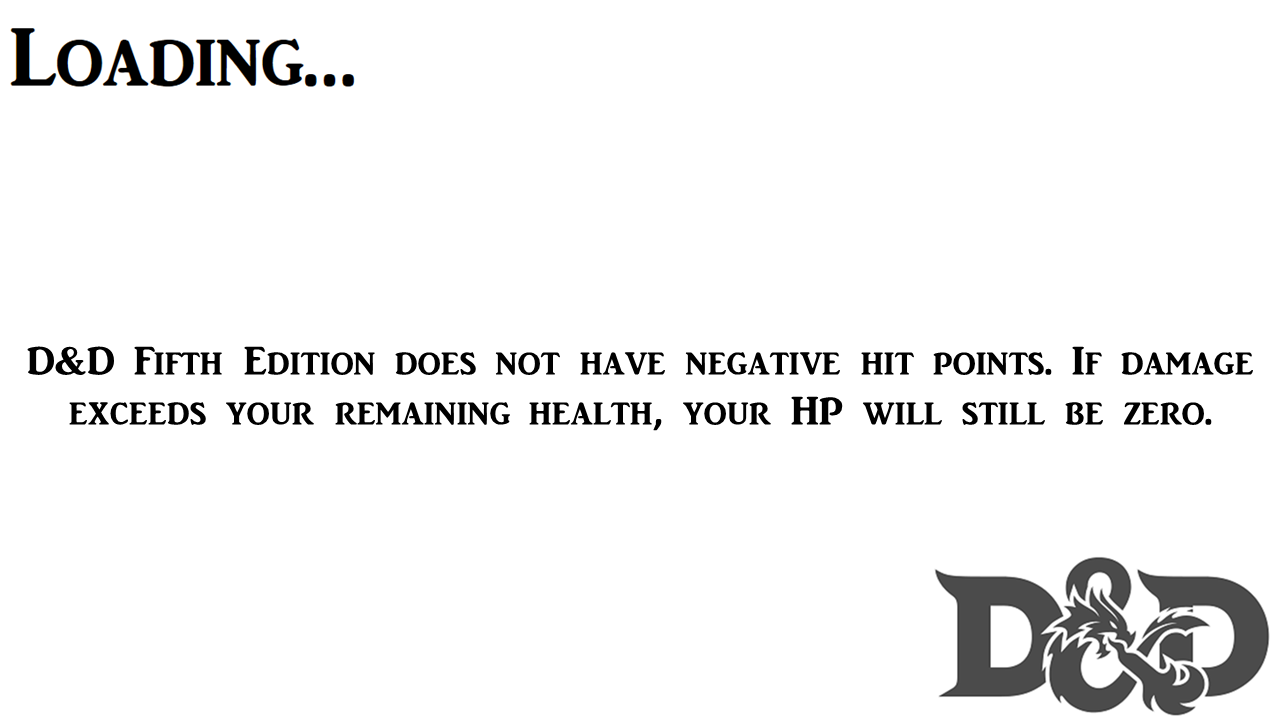 Loading...
D&D Fifth Edition does not have negative hit points. If damage
exceeds your remaining health, your HP will still be zero.
D&D